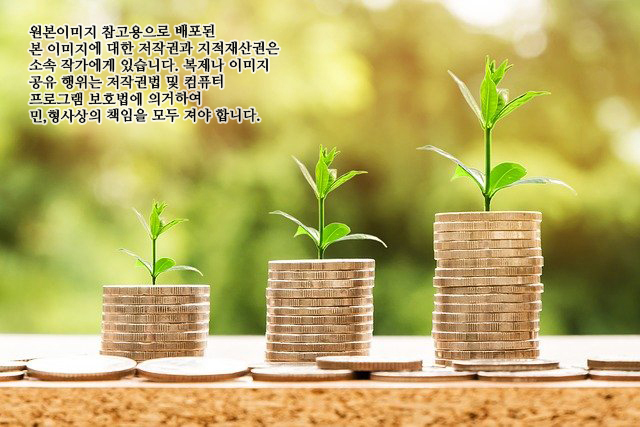 원본이미지 참고용으로 배포된
본 이미지에 대한 저작권과 지적재산권은
소속 작가에게 있습니다. 복제나 이미지
공유 행위는 저작권법 및 컴퓨터
프로그램 보호법에 의거하여
민,형사상의 책임을 모두 져야 합니다.